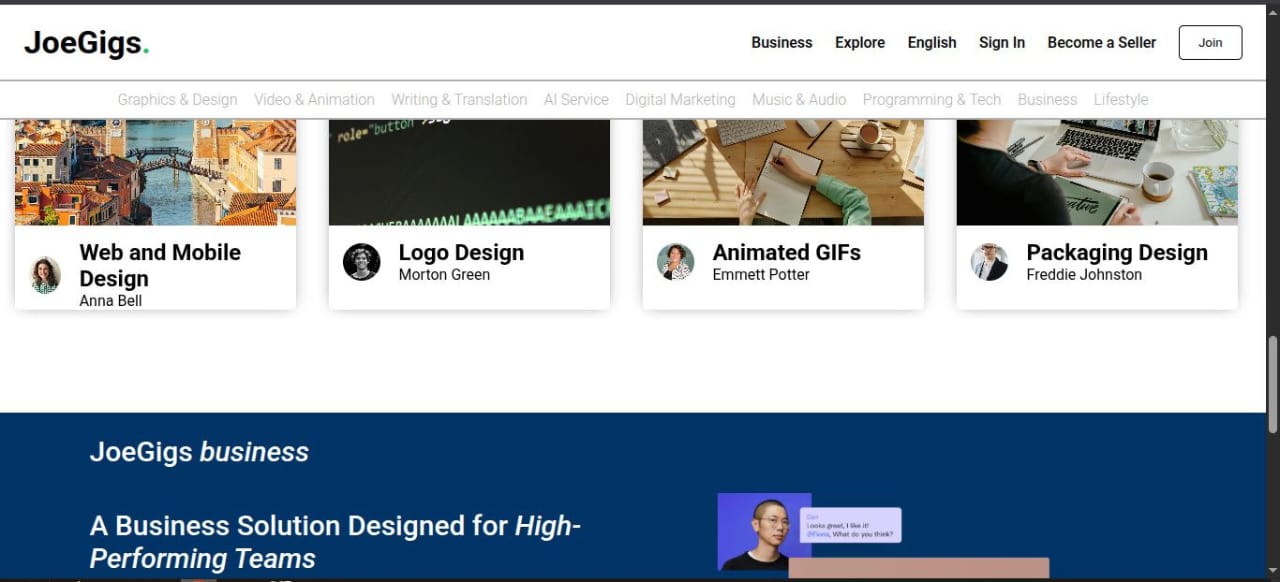 JoeGigs.
Business Explore English Sign In Become a Seller Join
Graphics & Design Video & Animation Writing & Translation AI Service Digital Marketing Music & Audio Programming & Tech Business Lifestyle
role="button"
Creative
Web and Mobile
Design
Anna Bell
Logo Design
Morton Green
Animated GIFs
Emmett Potter
Packaging Design
Freddie Johnston
JoeGigs business
A Business Solution Designed for High-
Performing Teams
Dan
Looks great, I like it!
@Fiona, What do you think?